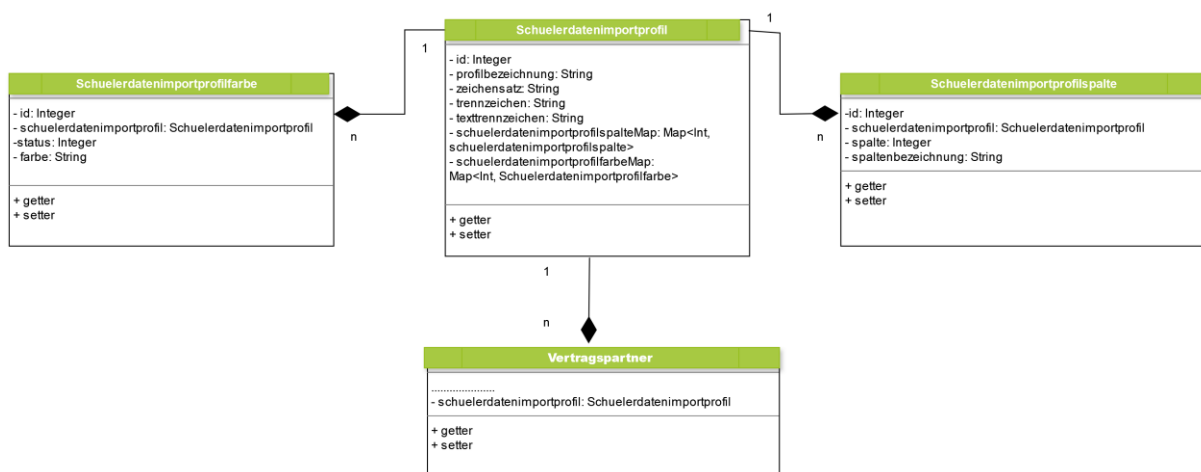 Schuelerdatenimportprofilfarbe
- id: Integer
- schuelerdatenimportprofil: Schuelerdatenimportprofil
-status: Integer
- farbe: String
+ getter
+ setter
1
n
Schuelerdatenimportprofil
- id: Integer
- profilbezeichnung: String
- zeichensatz: String
- trennzeichen: String
- texttrennzeichen: String
- schuelerdatenimportprofilspalteMap: Map<Int,
schuelerdatenimportprofilspalte>
- schuelerdatenimportprofilfarbeMap:
Map<Int, Schuelerdatenimportprofilfarbe>
+ getter
+ setter
1
n
Schuelerdatenimportprofilspalte
-id: Integer
- schuelerdatenimportprofil: Schuelerdatenimportprofil
- spalte: Integer
- spaltenbezeichnung: String
+ getter
+ setter
1
n
Vertragspartner
.....................
- schuelerdatenimportprofil: Schuelerdatenimportprofil
+ getter
+ setter